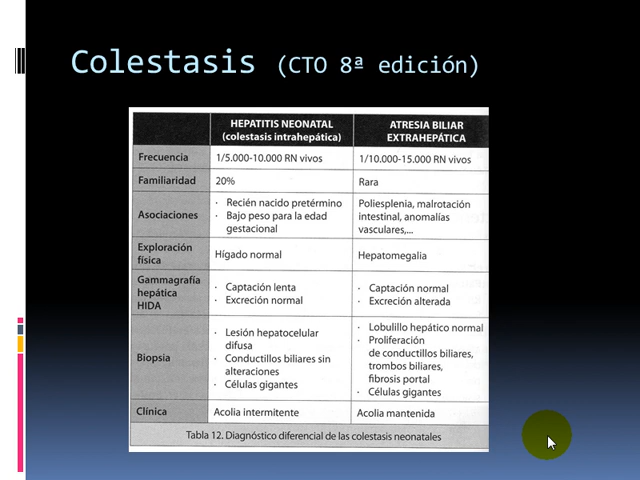 Colestasis (CTO 8ª edición)
HEPATITIS NEONATAL
(colestasis intrahepática)
ATRESIA BILIAR
EXTRAHEPÁTICA
Frecuencia
1/5.000-10.000 RN vivos
1/10.000-15.000 RN vivos
Familiaridad
20%
Rara
Asociaciones
· Recién nacido pretérmino
· Bajo peso para la edad
gestacional
Poliesplenia, malrotación
intestinal, anomalías
vasculares,...
Exploración
física
Hígado normal
Hepatomegalia
Gammagrafía
hepática
HIDA
· Captación lenta
· Excreción normal
· Captación normal
· Excreción alterada
Biopsia
· Lesión hepatocelular
difusa
· Conductillos biliares sin
alteraciones
· Células gigantes
· Lobulillo hepático normal
· Proliferación
de conductillos biliares,
trombos biliares,
fibrosis portal
· Células gigantes
Clínica
Acolia intermitente
Acolia mantenida
Tabla 12. Diagnóstico diferencial de las colestasis neonatales